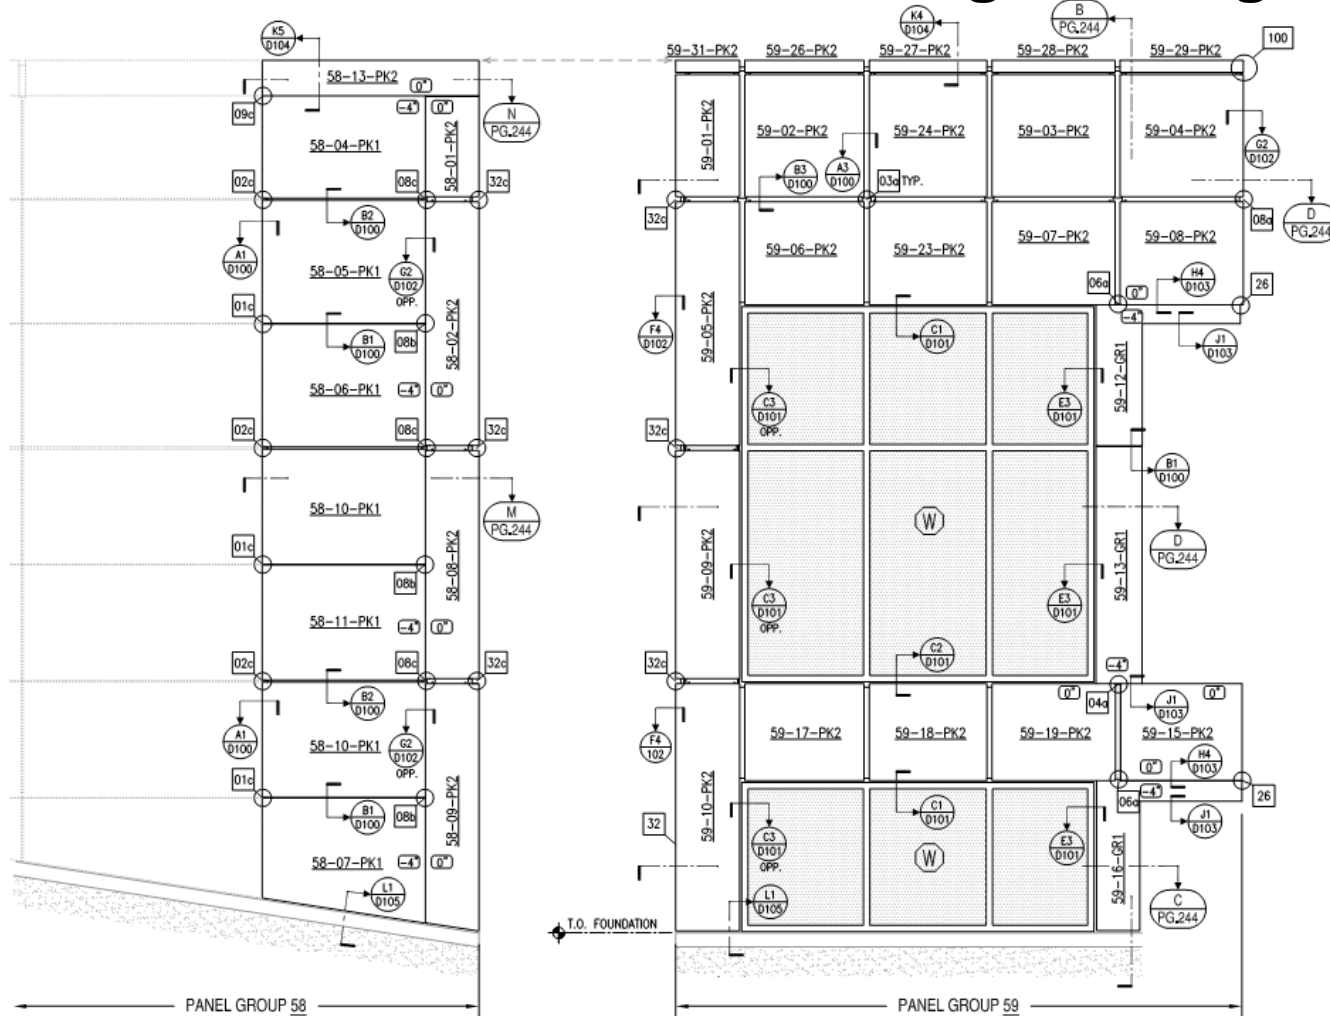 K5
D104
K4
D104
B
PG.244
100
59-31-PK2
59-26-PK2
59-27-PK2
59-28-PK2
59-29-PK2
58-13-PK2
0"
-4"
0"
09c
N
PG.244
58-04-PK1
58-01-PK2
59-01-PK2
59-02-PK2
59-24-PK2
59-03-PK2
59-04-PK2
G2
D102
B3
D100
A3
D100
03a TYP.
02c
08c
32c
32c
08a
D
PG.244
B2
D100
A1
D100
58-05-PK1
G2
D102
OPP.
58-02-PK2
59-05-PK2
59-06-PK2
59-23-PK2
59-07-PK2
59-08-PK2
H4
D103
06a
0"
26
-4"
01c
08b
B1
D100
F4
D102
C1
D101
J1
D103
58-06-PK1
-4"
0"
C3
D101
OPP.
E3
D101
59-12-GR1
02c
08c
32c
32c
B1
D100
58-10-PK1
M
PG.244
W
D
PG.244
01c
08b
58-08-PK2
59-09-PK2
C3
D101
OPP.
E3
D101
59-13-GR1
58-11-PK1
-4"
0"
C2
D101
02c
08c
32c
32c
-4"
0"
04a
0"
B2
D100
J1
D103
A1
D100
58-10-PK1
G2
D102
OPP.
F4
102
59-17-PK2
59-18-PK2
59-19-PK2
59-15-PK2
H4
D103
0"
01c
08b
58-09-PK2
59-10-PK2
06a
-4"
26
B1
D100
32
C1
D101
J1
D103
C3
D101
OPP.
E3
D101
58-07-PK1
-4"
0"
W
59-16-GR1
L1
D105
L1
D105
C
PG.244
T.O. FOUNDATION
PANEL GROUP 58
PANEL GROUP 59